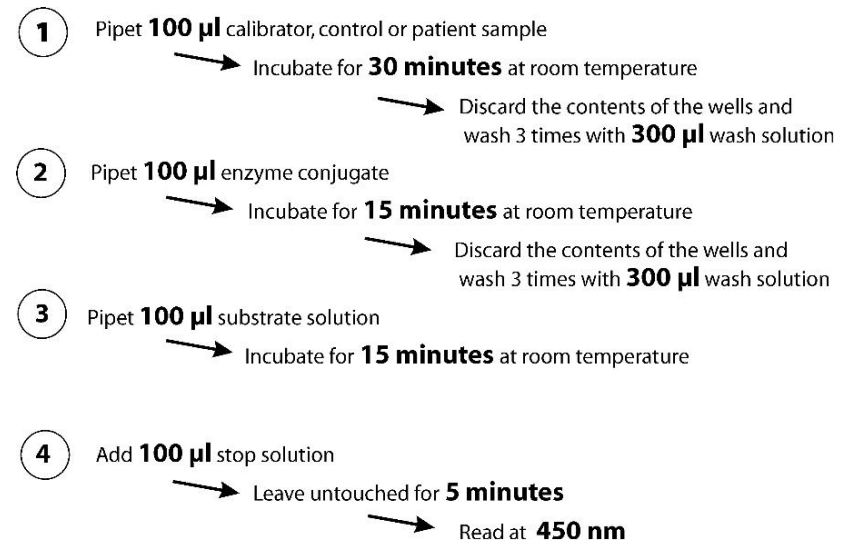 1 Pipet 100 µl calibrator, control or patient sample
Incubate for 30 minutes at room temperature
Discard the contents of the wells and
wash 3 times with 300 µl wash solution
2 Pipet 100 µl enzyme conjugate
Incubate for 15 minutes at room temperature
Discard the contents of the wells and
wash 3 times with 300 µl wash solution
3 Pipet 100 µl substrate solution
Incubate for 15 minutes at room temperature
4 Add 100 µl stop solution
Leave untouched for 5 minutes
Read at 450 nm